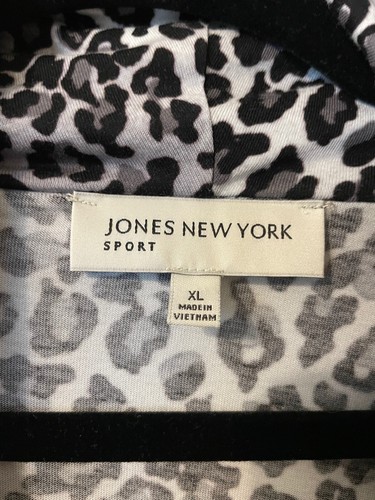 JONES NEW YORK
SPORT
XL
MADE IN
VIETNAM